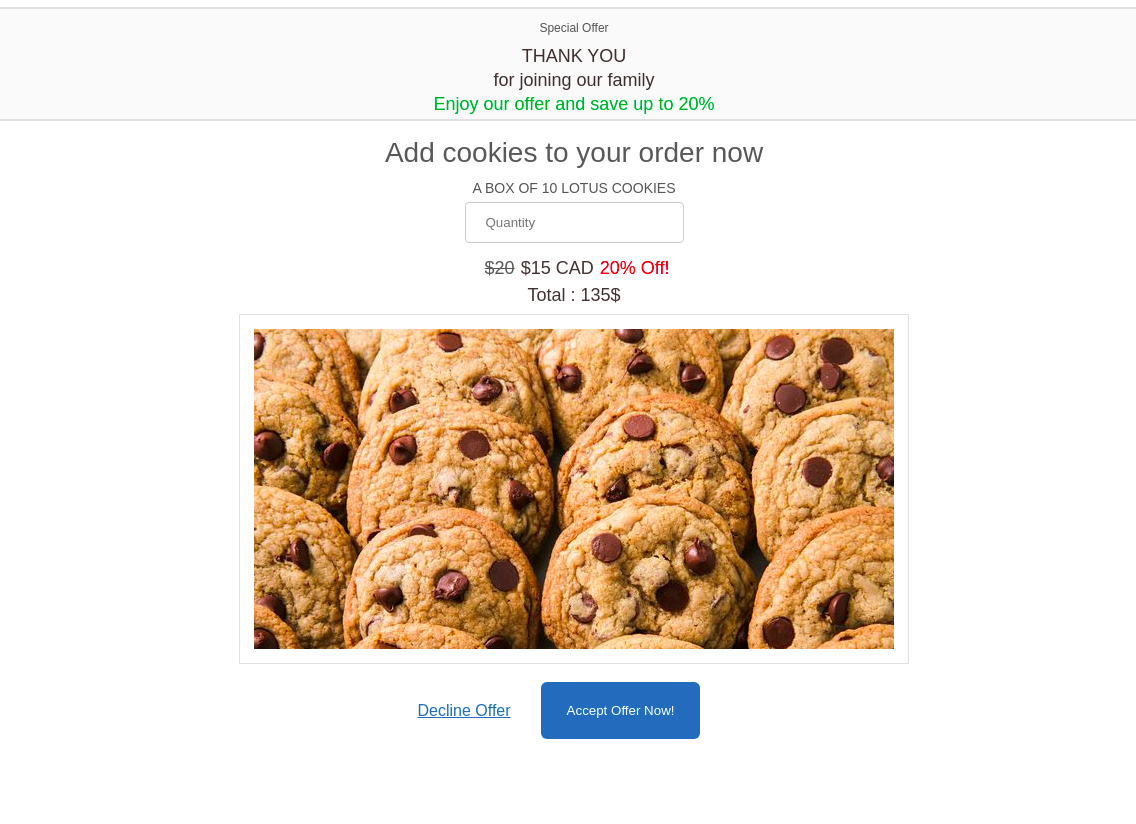 Special Offer
THANK YOU
for joining our family
Enjoy our offer and save up to 20%
Add cookies to your order now
A BOX OF 10 LOTUS COOKIES
Quantity
$20 $15 CAD 20% Off!
Total : 135$
Decline Offer
Accept Offer Now!